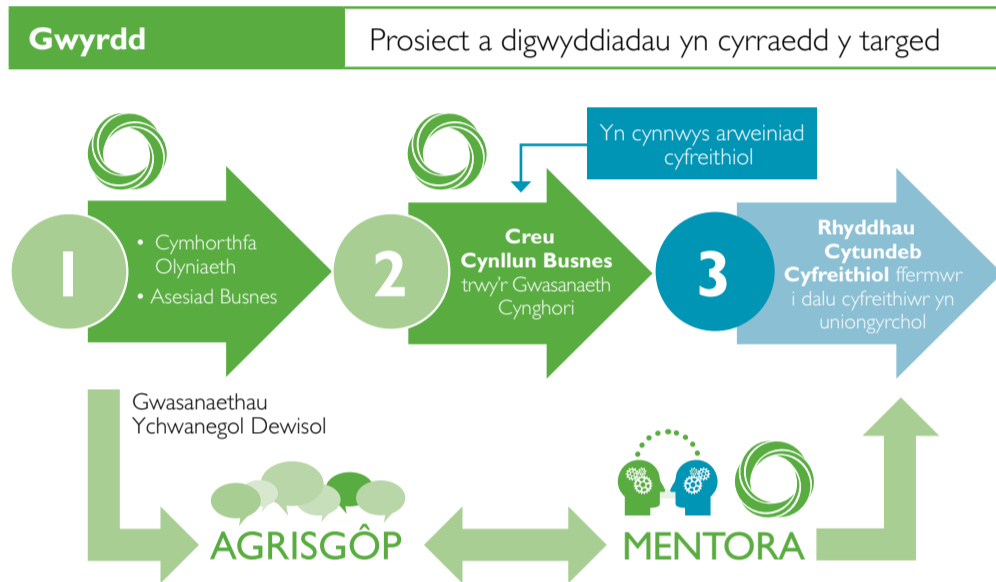 Gwyrdd
Prosiect a digwyddiadau yn cyrraedd y targed
Yn cynnwys arweiniad
cyfreithiol
1
• Cymhorthfa
Olyniaeth
• Asesiad Busnes
2
Creu
Cynllun Busnes
trwy'r Gwasanaeth
Cynghori
3
Rhyddhau
Cytundeb
Cyfreithiol ffermwr
i dalu cyfreithiwr yn
uniongyrchol
Gwasanaethau
Ychwanegol Dewisol
AGRISGÔP
MENTORA